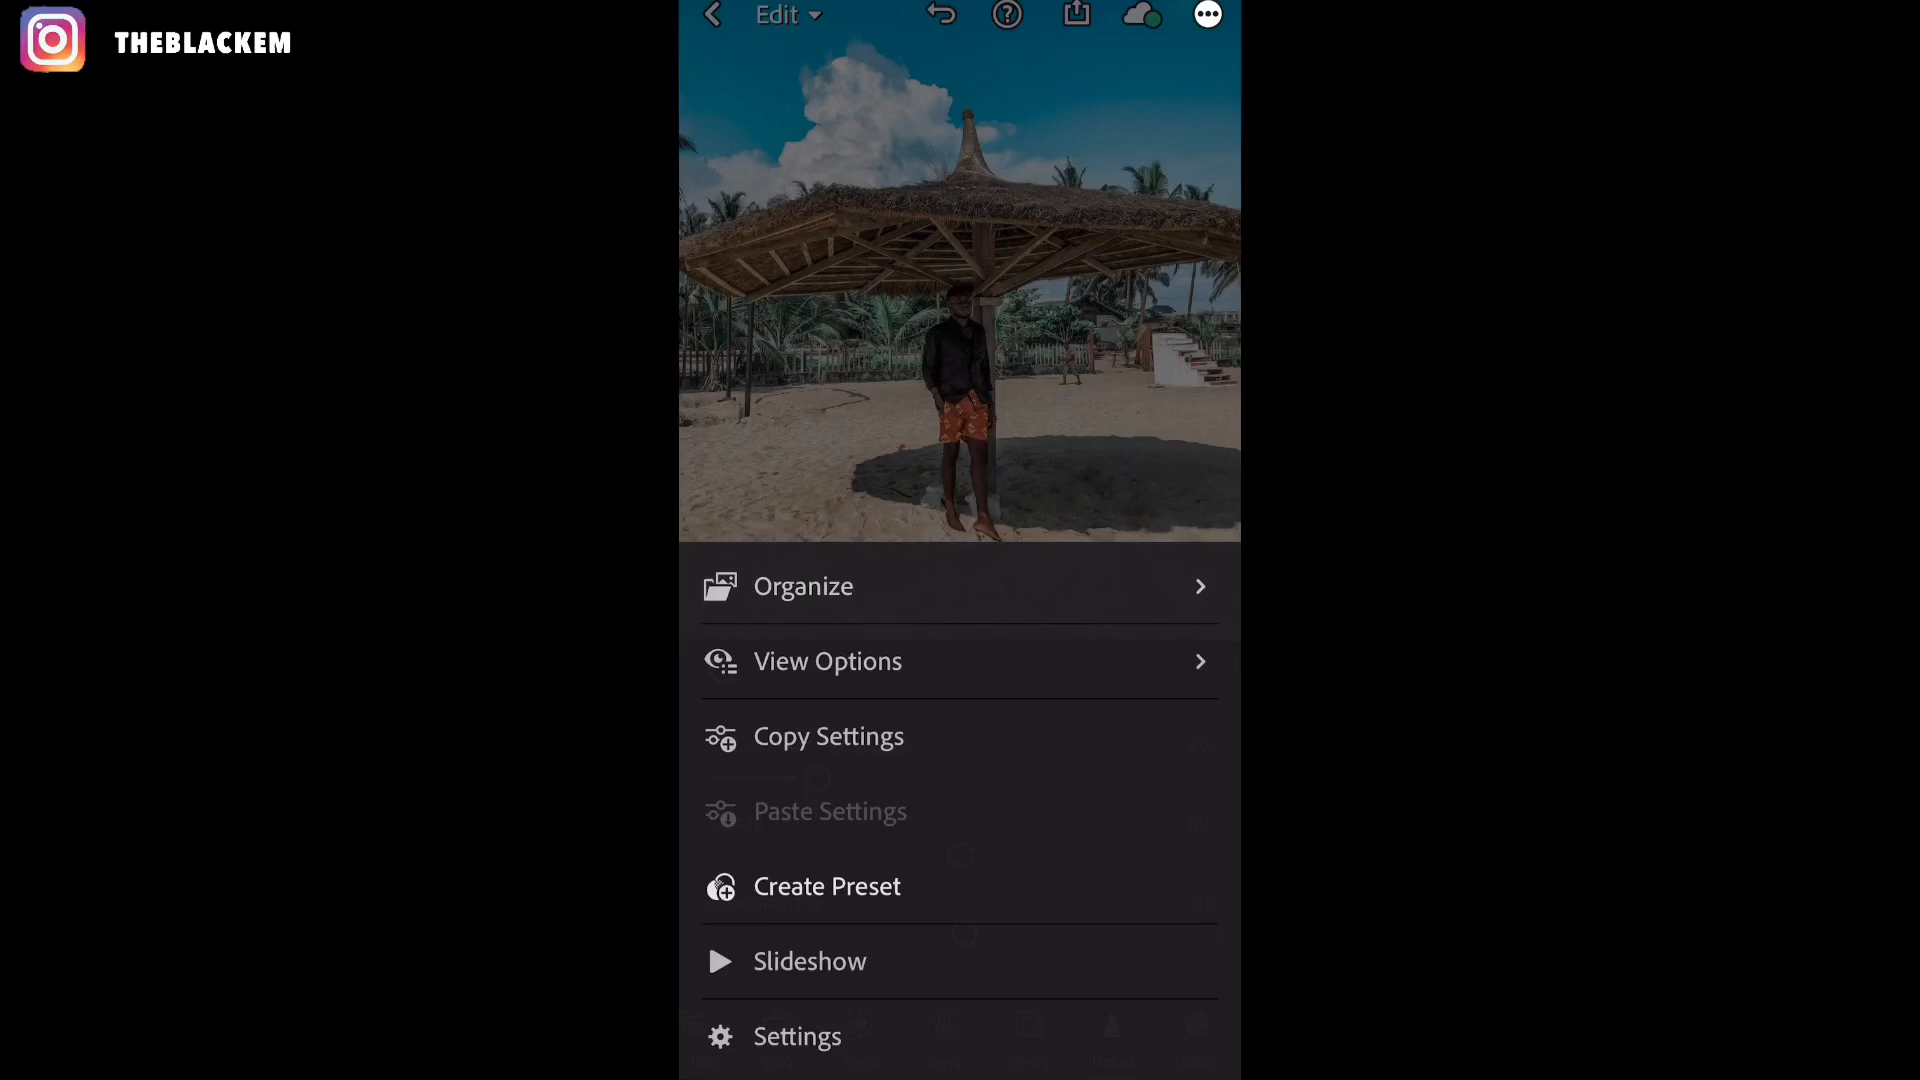 THEBLACKEM
Edit
Organize
View Options
Copy Settings
Paste Settings
Create Preset
Slideshow
Settings